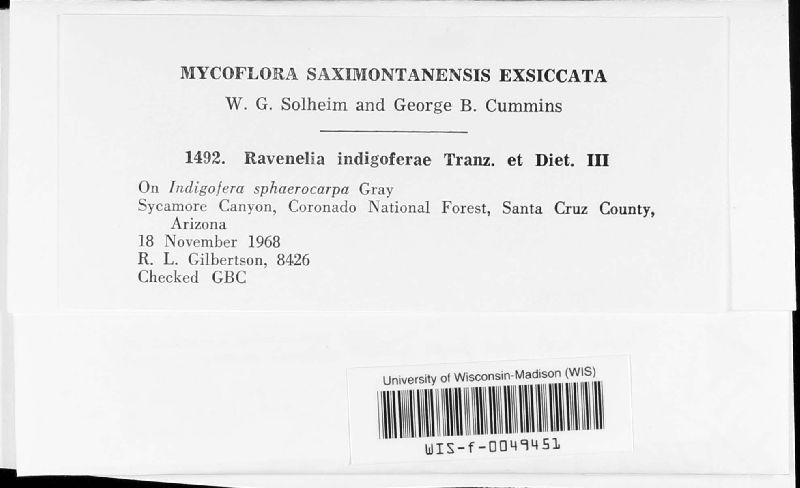 MYCOFLORA SAXIMONTANENSIS EXSICCATA
W. G. Solheim and George B. Cummins
1492. Ravenelia indigoferae Tranz. et Diet. III
On Indigofera sphaerocarpa Gray
Sycamore Canyon, Coronado National Forest, Santa Cruz County,
Arizona
18 November 1968
R. L. Gilbertson, 8426
Checked GBC
University of Wisconsin-Madison (WIS)
WIS-f-0049451